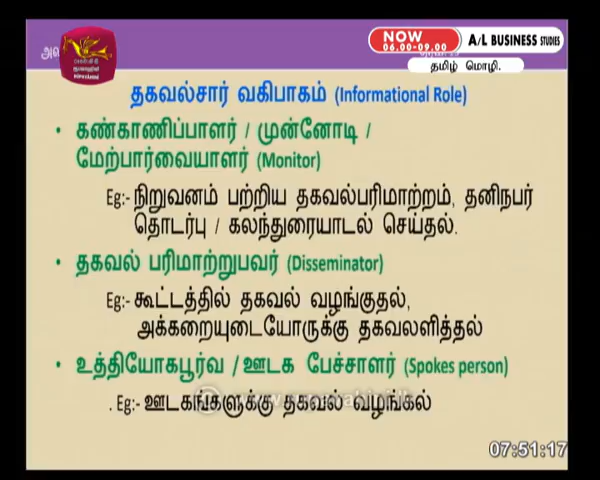 NOW
06.00-09.00
A/L BUSINESS STUDIES
தமிழ் மொழி.
தகவல்சார் வகிபாகம் (Informational Role)
• கண்காணிப்பாளர் / முன்னோடி /
மேற்பார்வையாளர் (Monitor)
Eg:- நிறுவனம் பற்றிய தகவல்பரிமாற்றம், தனிநபர்
தொடர்பு / கலந்துரையாடல் செய்தல்.
• தகவல் பரிமாற்றுபவர் (Disseminator)
Eg:- கூட்டத்தில் தகவல் வழங்குதல்,
அக்கறையுடையோருக்கு தகவலளித்தல்
• உத்தியோகபூர்வ / ஊடக பேச்சாளர் (Spokes person)
. Eg:- ஊடகங்களுக்கு தகவல் வழங்கல்
07:51:17